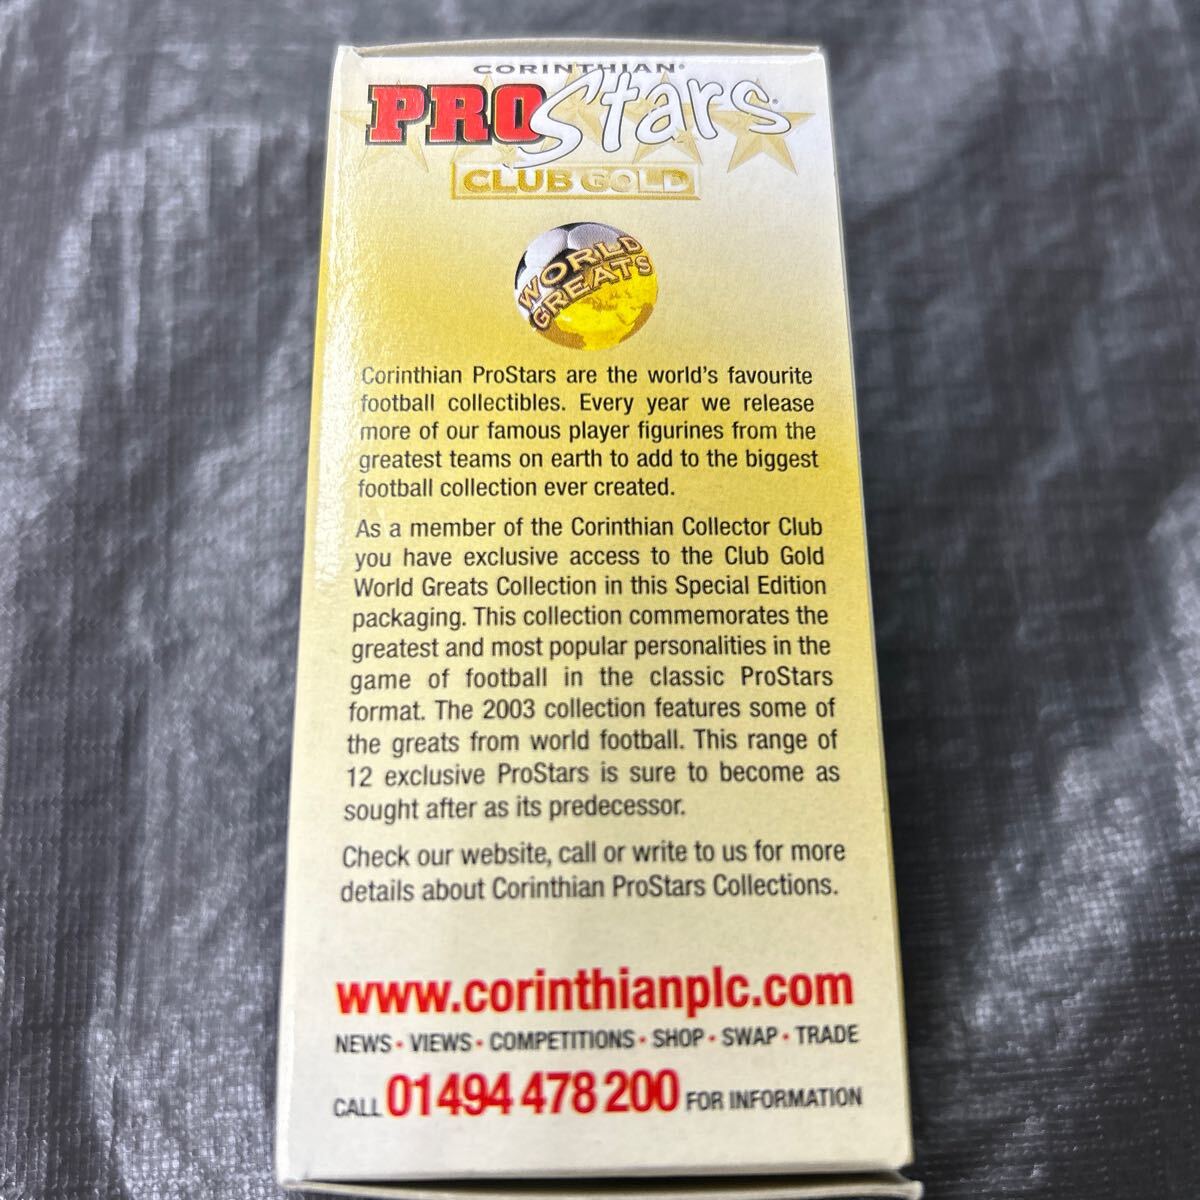 CORINTHIAN®
PROStars®
CLUB GOLD
WORLD
GREATS
Corinthian ProStars are the world's favourite
football collectibles. Every year we release
more of our famous player figurines from the
greatest teams on earth to add to the biggest
football collection ever created.
As a member of the Corinthian Collector Club
you have exclusive access to the Club Gold
World Greats Collection in this Special Edition
packaging. This collection commemorates the
greatest and most popular personalities in the
game of football in the classic ProStars
format. The 2003 collection features some of
the greats from world football. This range of
12 exclusive ProStars is sure to become as
sought after as its predecessor.
Check our website, call or write to us for more
details about Corinthian ProStars Collections.
www.corinthianplc.com
NEWS • VIEWS • COMPETITIONS • SHOP • SWAP • TRADE
CALL 01494 478 200 FOR INFORMATION